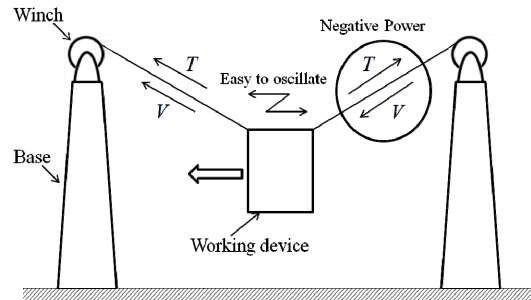 Winch
Negative Power
T
T
Easy to oscillate
V
V
Base
Working device